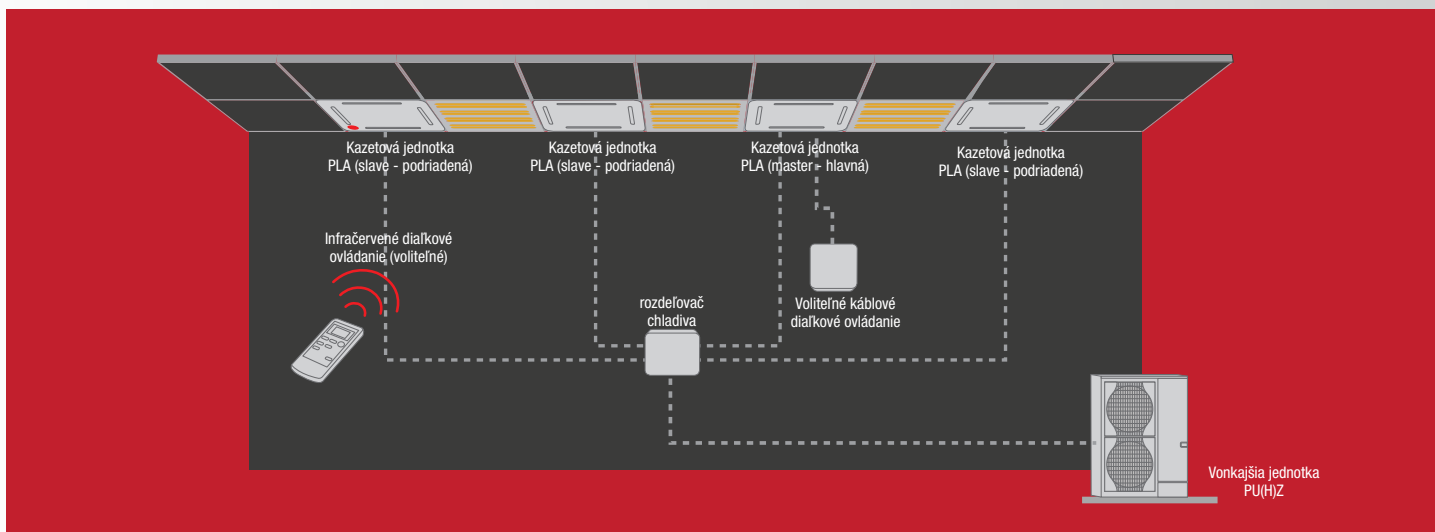 Kazetová jednotka
PLA (slave - podriadená)
Kazetová jednotka
PLA (slave - podriadená)
Kazetová jednotka
PLA (master - hlavná)
Kazetová jednotka
PLA (slave - podriadená)
Infračervené diaľkové
ovládanie (voliteľné)
rozdeľovač
chladiva
Voliteľné káblové
diaľkové ovládanie
Vonkajšia jednotka
PU(H)Z